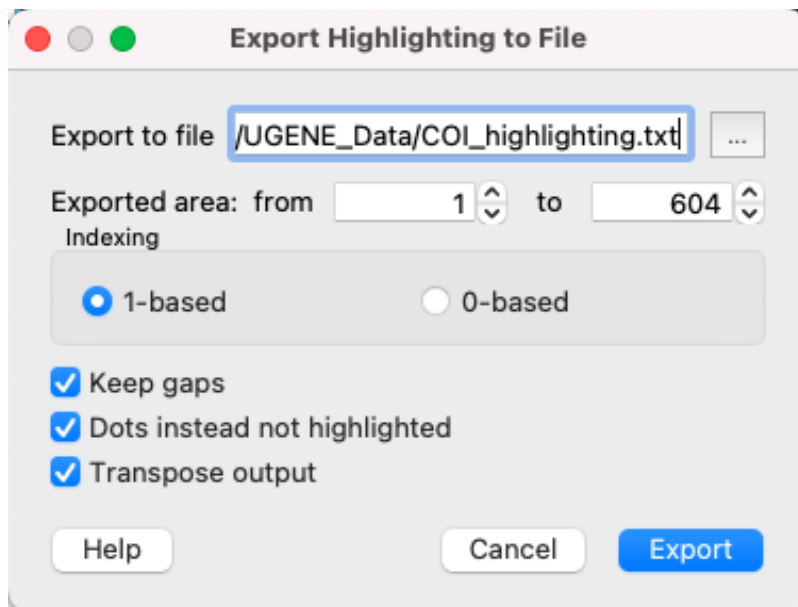 Export Highlighting to File
Export to file /UGENE_Data/COI_highlighting.txt ...
Exported area: from 1 to 604
Indexing
1-based 0-based
Keep gaps
Dots instead not highlighted
Transpose output
Help Cancel Export